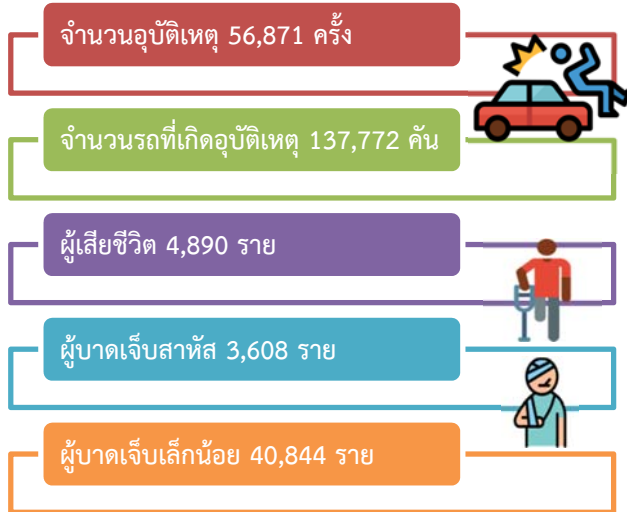 จำนวนอุบัติเหตุ 56,871 ครั้ง
จำนวนรถที่เกิดอุบัติเหตุ 137,772 คัน
ผู้เสียชีวิต 4,890 ราย
ผู้บาดเจ็บสาหัส 3,608 ราย
ผู้บาดเจ็บเล็กน้อย 40,844 ราย